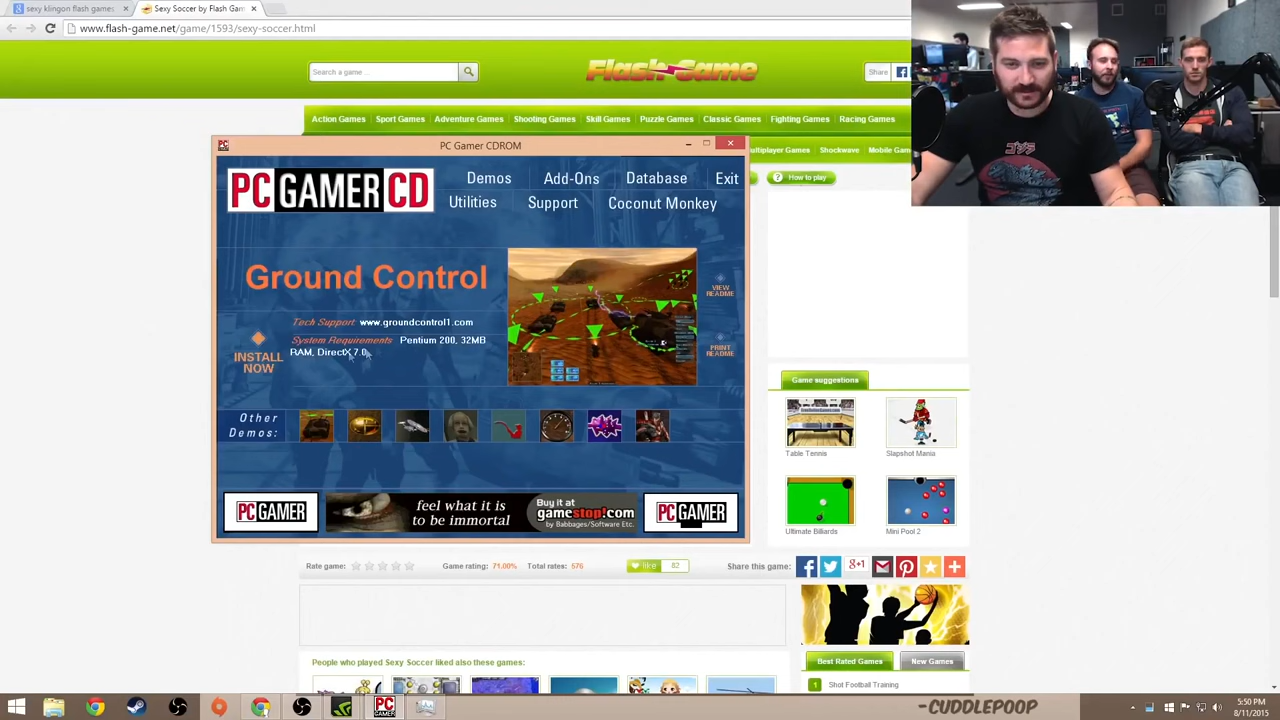 sexy klingon flash games
Sexy Soccer by Flash Gam
www.flash-game.net/game/1593/sexy-soccer.html
Search a game ...
Flash-Game
Share
Action Games
Sport Games
Adventure Games
Shooting Games
Skill Games
Puzzle Games
Classic Games
Fighting Games
Racing Games
ultiplayer Games
Shockwave
Mobile Gam
? How to play
PC Gamer CDROM
PC GAMER CD
Demos
Add-Ons
Database
Exit
Utilities
Support
Coconut Monkey
Ground Control
VIEW
README
Tech Support www.groundcontrol1.com
System Requirements Pentium 200, 32MB
RAM, DirectX 7.0
INSTALL
NOW
PRINT
README
Other
Demos:
PC GAMER
feel what it is
to be immortal
Buy it at
gamestop.com
by Babbages/Software Etc.
PC GAMER
Game suggestions
Table Tennis
Slapshot Mania
Ultimate Billiards
Mini Pool 2
Rate game:
Game rating: 71.00%
Total rates: 576
like
82
Share this game:
g+1
People who played Sexy Soccer liked also these games:
Best Rated Games
New Games
1 Shot Football Training
PC
GAMER
-CUDDLEPOOP
5:50 PM
8/11/2015